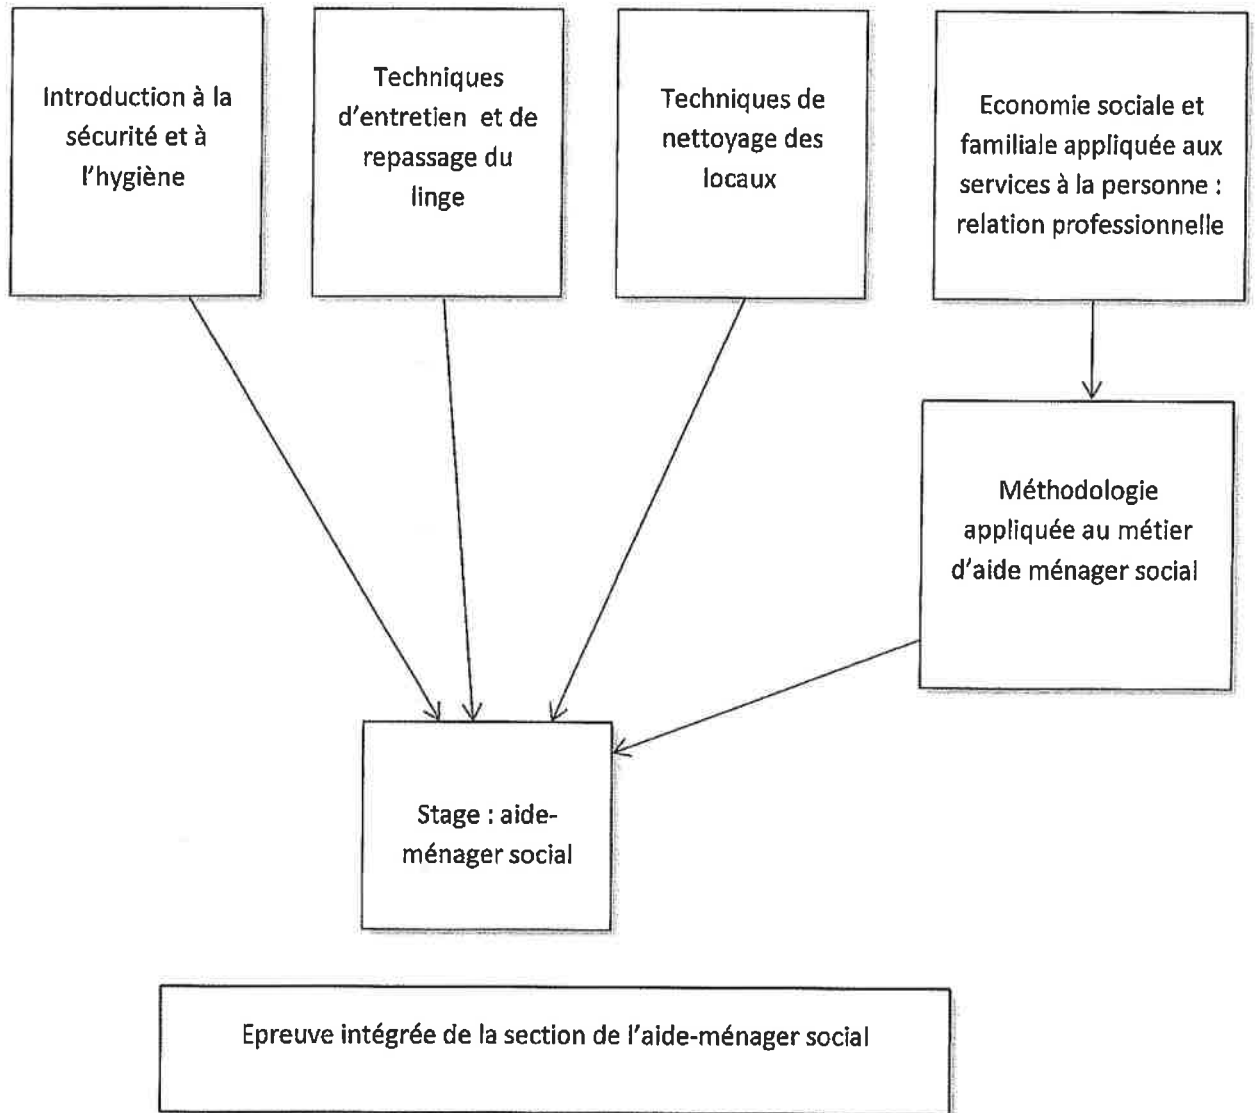 Introduction à la
sécurité et à
l'hygiène
Techniques
d'entretien et de
repassage du
linge
Techniques de
nettoyage des
locaux
Economie sociale et
familiale appliquée aux
services à la personne :
relation professionnelle
Méthodologie
appliquée au métier
d'aide ménager social
Stage : aide-
ménager social
Epreuve intégrée de la section de l'aide-ménager social